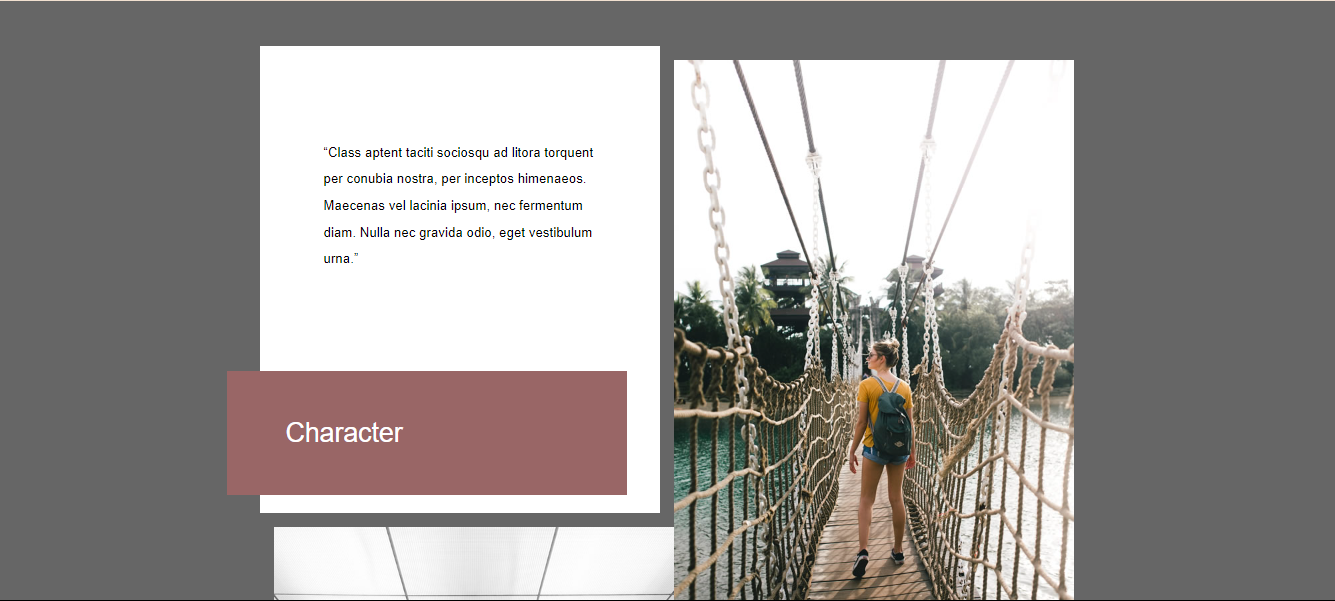 “Class aptent taciti sociosqu ad litora torquent
per conubia nostra, per inceptos himenaeos.
Maecenas vel lacinia ipsum, nec fermentum
diam. Nulla nec gravida odio, eget vestibulum
urna.”
Character